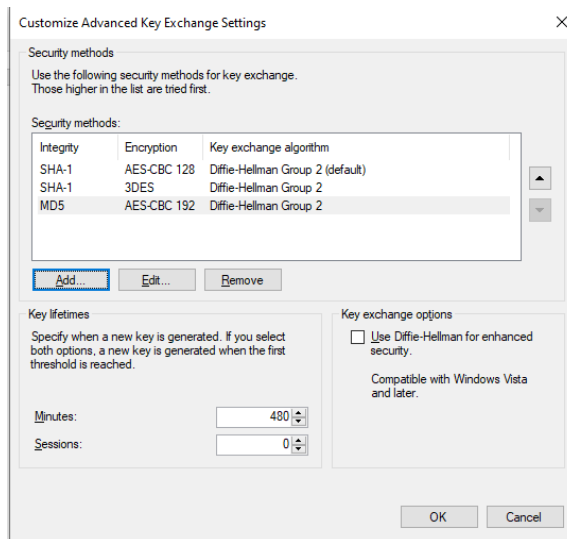 Customize Advanced Key Exchange Settings
Security methods
Use the following security methods for key exchange.
Those higher in the list are tried first.
Security methods:
Integrity Encryption Key exchange algorithm
SHA-1 AES-CBC 128 Diffie-Hellman Group 2 (default)
SHA-1 3DES Diffie-Hellman Group 2
MD5 AES-CBC 192 Diffie-Hellman Group 2
Add... Edit... Remove
Key lifetimes
Specify when a new key is generated. If you select
both options, a new key is generated when the first
threshold is reached.
Minutes: 480
Sessions: 0
Key exchange options
Use Diffie-Hellman for enhanced
security.
Compatible with Windows Vista
and later.
OK Cancel